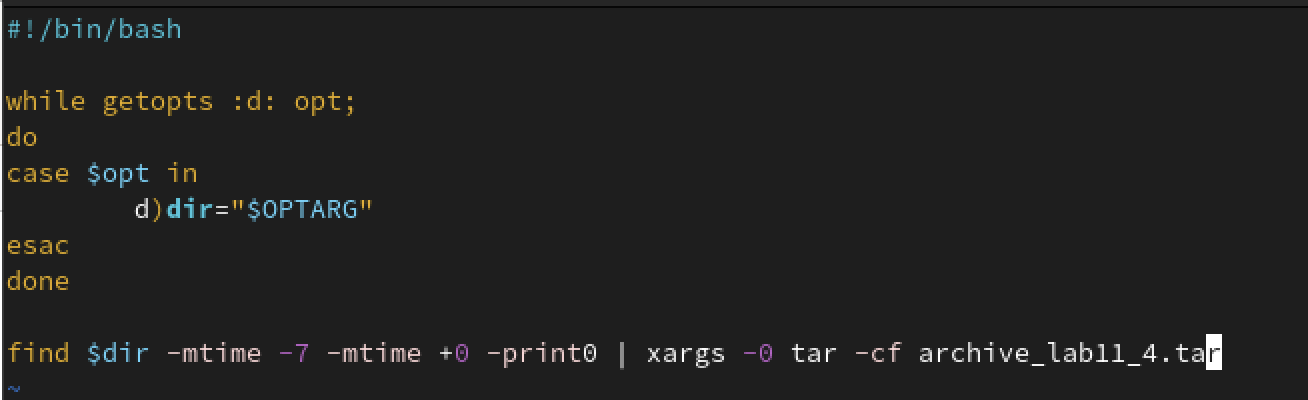 #!/bin/bash
while getopts :d: opt;
do
case $opt in
d)dir="$OPTARG"
esac
done
find $dir -mtime -7 -mtime +0 -print0 | xargs -0 tar -cf archive_lab11_4.tar
~